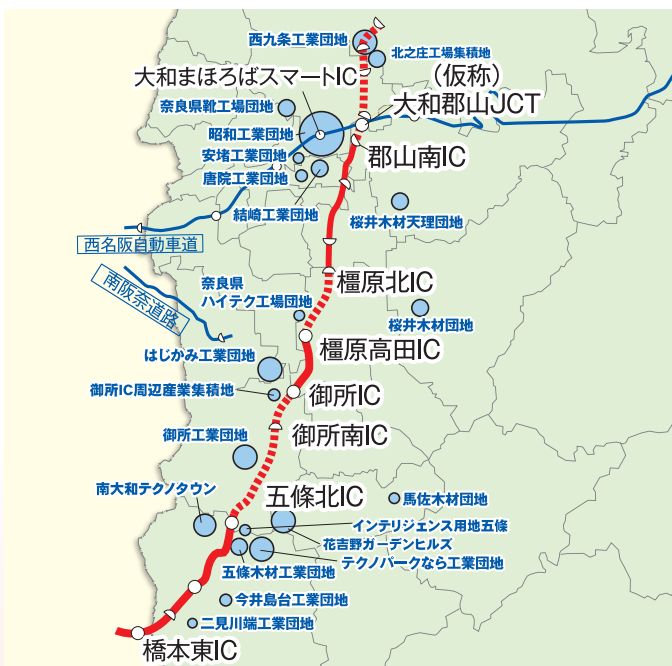 西九条工業団地
北之庄工場集積地
大和まほろばスマートIC
（仮称）
大和郡山JCT
奈良県靴工場団地
昭和工業団地
郡山南IC
安堵工業団地
唐院工業団地
結崎工業団地
桜井木材天理団地
西名阪自動車道
南阪奈道路
奈良県
ハイテク工場団地
橿原北IC
桜井木材団地
橿原高田IC
はじかみ工業団地
御所IC周辺産業集積地
御所IC
御所工業団地
御所南IC
南大和テクノタウン
五條北IC
馬佐木材団地
インテリジェンス用地五條
花吉野ガーデンヒルズ
テクノパークなら工業団地
五條木材工業団地
今井島台工業団地
二見川端工業団地
橋本東IC